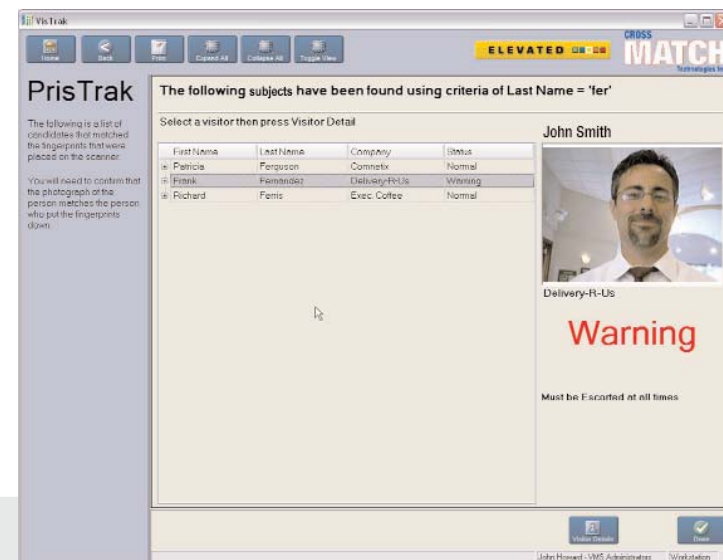 VisTrak
Home
Back
Print
Expand All
Collapse All
Toggle View
ELEVATED
CROSS
MATCH
Technologies, Inc
PrisTrak
The following is a list of
candidates that matched
the fingerprints that were
placed on the scanner.
You will need to confirm that
the photograph of the
person matches the person
who put the fingerprints
down.
The following subjects have been found using criteria of Last Name = 'fer'
Select a visitor then press Visitor Detail
First Name Last Name Company Status
Patricia Ferguson Comnetix Normal
Frank Fernandez Delivery-R-Us Warning
Richard Ferris Exec. Coffee Normal
John Smith
Delivery-R-Us
Warning
Must be Escorted at all times
Visitor Details
Done
John Howard - VMS Administrators Workstation